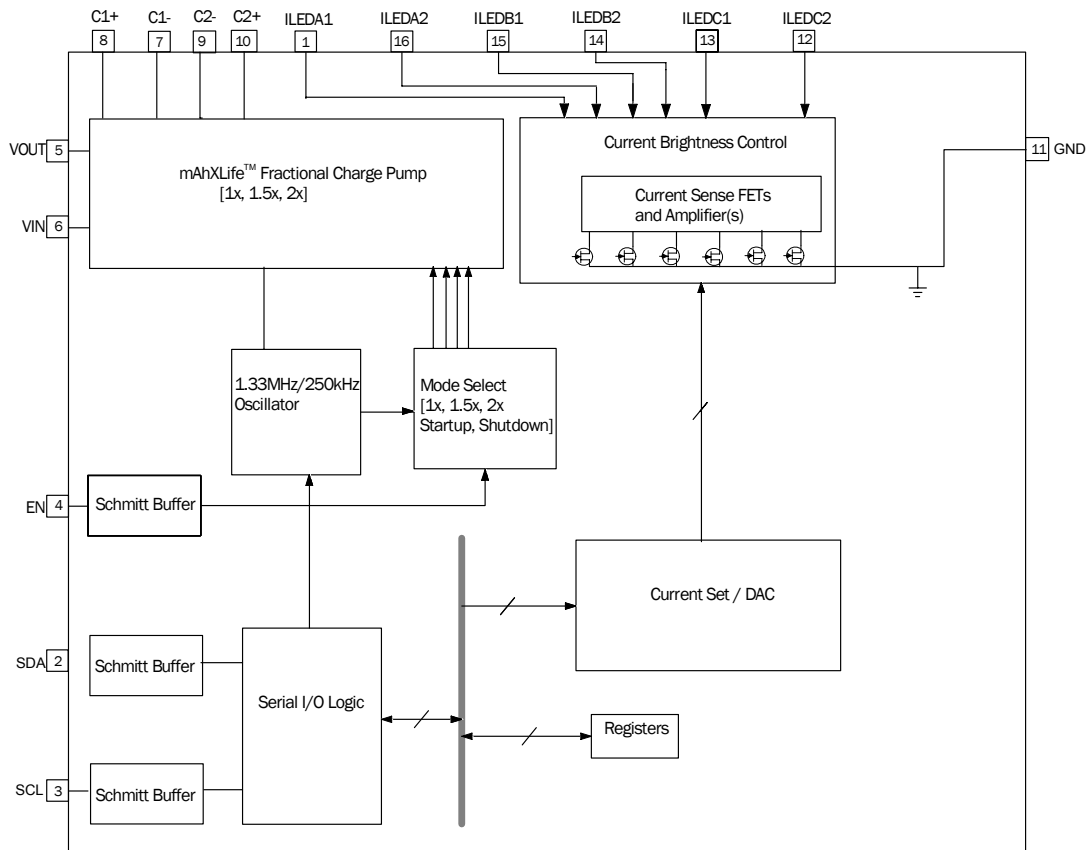 C1+ C1- C2- C2+ ILEDA1 ILEDA2 ILEDB1 ILEDB2 ILEDC1 ILEDC2
8 7 9 10 1 16 15 14 13 12
VOUT 5
VIN 6
mAhXLife™ Fractional Charge Pump
[1x, 1.5x, 2x]
Current Brightness Control
Current Sense FETs
and Amplifier(s)
11 GND
1.33MHz/250kHz
Oscillator
Mode Select
[1x, 1.5x, 2x
Startup, Shutdown]
EN 4
Schmitt Buffer
Current Set / DAC
SDA 2
Schmitt Buffer
Serial I/O Logic
Registers
SCL 3
Schmitt Buffer